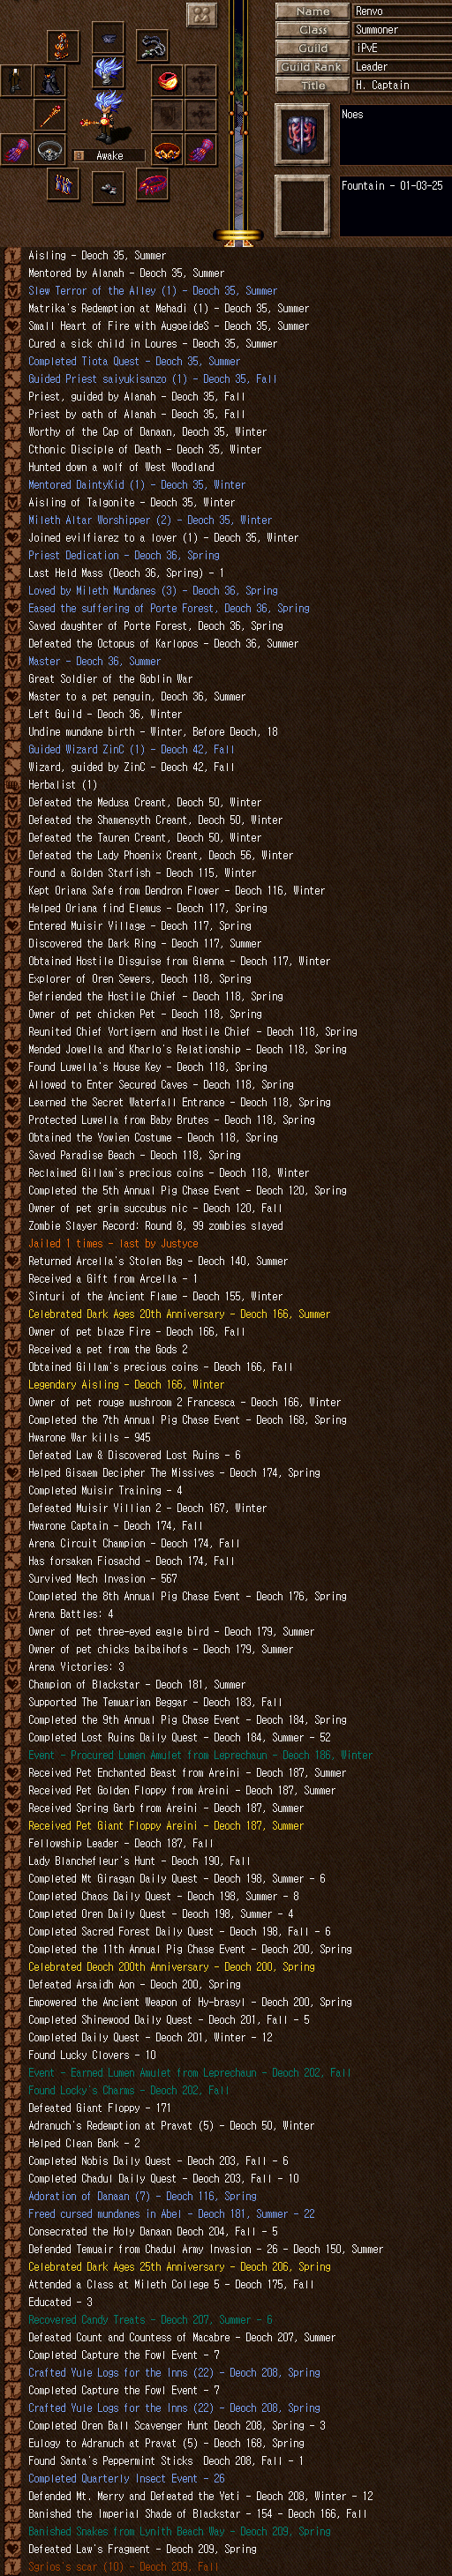 Name
Renvo
Class
Summoner
Guild
iPvE
Guild Rank
Leader
Title
H. Captain
Noes
Awake
Fountain - 01-03-25
Aisling - Deoch 35, Summer
Mentored by Alanah - Deoch 35, Summer
Slew Terror of the Alley (1) - Deoch 35, Summer
Matrika's Redemption at Mehadi (1) - Deoch 35, Summer
Small Heart of Fire with AugoeideS - Deoch 35, Summer
Cured a sick child in Loures - Deoch 35, Summer
Completed Tiota Quest - Deoch 35, Summer
Guided Priest saiyukisanzo (1) - Deoch 35, Fall
Priest, guided by Alanah - Deoch 35, Fall
Priest by oath of Alanah - Deoch 35, Fall
Worthy of the Cap of Danaan, Deoch 35, Winter
Cthonic Disciple of Death - Deoch 35, Winter
Hunted down a wolf of West Woodland
Mentored DaintyKid (1) - Deoch 35, Winter
Aisling of Talgonite - Deoch 35, Winter
Mileth Altar Worshipper (2) - Deoch 35, Winter
Joined evilfiarez to a lover (1) - Deoch 35, Winter
Priest Dedication - Deoch 36, Spring
Last Held Mass (Deoch 36, Spring) - 1
Loved by Mileth Mundanes (3) - Deoch 36, Spring
Eased the suffering of Porte Forest, Deoch 36, Spring
Saved daughter of Porte Forest, Deoch 36, Spring
Defeated the Octopus of Karlopos - Deoch 36, Summer
Master - Deoch 36, Summer
Great Soldier of the Goblin War
Master to a pet penguin, Deoch 36, Summer
Left Guild - Deoch 36, Winter
Undine mundane birth - Winter, Before Deoch, 18
Guided Wizard ZinC (1) - Deoch 42, Fall
Wizard, guided by ZinC - Deoch 42, Fall
Herbalist (1)
Defeated the Medusa Creant, Deoch 50, Winter
Defeated the Shamensyth Creant, Deoch 50, Winter
Defeated the Tauren Creant, Deoch 50, Winter
Defeated the Lady Phoenix Creant, Deoch 56, Winter
Found a Golden Starfish - Deoch 115, Winter
Kept Oriana Safe from Dendron Flower - Deoch 116, Winter
Helped Oriana find Elemus - Deoch 117, Spring
Entered Muisir Village - Deoch 117, Spring
Discovered the Dark Ring - Deoch 117, Summer
Obtained Hostile Disguise from Glenna - Deoch 117, Winter
Explorer of Oren Sewers, Deoch 118, Spring
Befriended the Hostile Chief - Deoch 118, Spring
Owner of pet chicken Pet - Deoch 118, Spring
Reunited Chief Vortigern and Hostile Chief - Deoch 118, Spring
Mended Jowella and Kharlo's Relationship - Deoch 118, Spring
Found Luwella's House Key - Deoch 118, Spring
Allowed to Enter Secured Caves - Deoch 118, Spring
Learned the Secret Waterfall Entrance - Deoch 118, Spring
Protected Luwella from Baby Brutes - Deoch 118, Spring
Obtained the Yowien Costume - Deoch 118, Spring
Saved Paradise Beach - Deoch 118, Spring
Reclaimed Gillam's precious coins - Deoch 118, Winter
Completed the 5th Annual Pig Chase Event - Deoch 120, Spring
Owner of pet grim succubus nic - Deoch 120, Fall
Zombie Slayer Record: Round 8, 99 zombies slayed
Jailed 1 times - last by Justyce
Returned Arcella's Stolen Bag - Deoch 140, Summer
Received a Gift from Arcella - 1
Sinturi of the Ancient Flame - Deoch 155, Winter
Celebrated Dark Ages 20th Anniversary - Deoch 166, Summer
Owner of pet blaze Fire - Deoch 166, Fall
Received a pet from the Gods 2
Obtained Gillam's precious coins - Deoch 166, Fall
Legendary Aisling - Deoch 166, Winter
Owner of pet rouge mushroom 2 Francesca - Deoch 166, Winter
Completed the 7th Annual Pig Chase Event - Deoch 168, Spring
Hwarone War kills - 945
Defeated Law & Discovered Lost Ruins - 6
Helped Gisaem Decipher The Missives - Deoch 174, Spring
Completed Muisir Training - 4
Defeated Muisir Villian 2 - Deoch 167, Winter
Hwarone Captain - Deoch 174, Fall
Arena Circuit Champion - Deoch 174, Fall
Has forsaken Fiosachd - Deoch 174, Fall
Survived Mech Invasion - 567
Completed the 8th Annual Pig Chase Event - Deoch 176, Spring
Arena Battles: 4
Owner of pet three-eyed eagle bird - Deoch 179, Summer
Owner of pet chicks baibaihofs - Deoch 179, Summer
Arena Victories: 3
Champion of Blackstar - Deoch 181, Summer
Supported The Temuarian Beggar - Deoch 183, Fall
Completed the 9th Annual Pig Chase Event - Deoch 184, Spring
Completed Lost Ruins Daily Quest - Deoch 184, Summer - 52
Event - Procured Lumen Amulet from Leprechaun - Deoch 186, Winter
Received Pet Enchanted Beast from Areini - Deoch 187, Summer
Received Pet Golden Floppy from Areini - Deoch 187, Summer
Received Spring Garb from Areini - Deoch 187, Summer
Received Pet Giant Floppy Areini - Deoch 187, Summer
Fellowship Leader - Deoch 187, Fall
Lady Blanchefleur's Hunt - Deoch 190, Fall
Completed Mt Giragan Daily Quest - Deoch 198, Summer - 6
Completed Chaos Daily Quest - Deoch 198, Summer - 8
Completed Oren Daily Quest - Deoch 198, Summer - 4
Completed Sacred Forest Daily Quest - Deoch 198, Fall - 6
Completed the 11th Annual Pig Chase Event - Deoch 200, Spring
Celebrated Deoch 200th Anniversary - Deoch 200, Spring
Defeated Arsaidh Aon - Deoch 200, Spring
Empowered the Ancient Weapon of Hy-brasyl - Deoch 200, Spring
Completed Shinewood Daily Quest - Deoch 201, Fall - 5
Completed Daily Quest - Deoch 201, Winter - 12
Found Lucky Clovers - 10
Event - Earned Lumen Amulet from Leprechaun - Deoch 202, Fall
Found Locky's Charms - Deoch 202, Fall
Defeated Giant Floppy - 171
Adranuch's Redemption at Pravat (5) - Deoch 50, Winter
Helped Clean Bank - 2
Completed Nobis Daily Quest - Deoch 203, Fall - 6
Completed Chadul Daily Quest - Deoch 203, Fall - 10
Adoration of Danaan (7) - Deoch 116, Spring
Freed cursed mundanes in Abel - Deoch 181, Summer - 22
Consecrated the Holy Danaan Deoch 204, Fall - 5
Defended Temuair from Chadul Army Invasion - 26 - Deoch 150, Summer
Celebrated Dark Ages 25th Anniversary - Deoch 206, Spring
Attended a Class at Mileth College 5 - Deoch 175, Fall
Educated - 3
Recovered Candy Treats - Deoch 207, Summer - 6
Defeated Count and Countess of Macabre - Deoch 207, Summer
Completed Capture the Fowl Event - 7
Crafted Yule Logs for the Inns (22) - Deoch 208, Spring
Completed Capture the Fowl Event - 7
Crafted Yule Logs for the Inns (22) - Deoch 208, Spring
Completed Oren Ball Scavenger Hunt Deoch 208, Spring - 3
Eulogy to Adranuch at Pravat (5) - Deoch 168, Spring
Found Santa's Peppermint Sticks  Deoch 208, Fall - 1
Completed Quarterly Insect Event - 26
Defended Mt. Merry and Defeated the Yeti - Deoch 208, Winter - 12
Banished the Imperial Shade of Blackstar - 154 - Deoch 166, Fall
Banished Snakes from Lynith Beach Way - Deoch 209, Spring
Defeated Law's Fragment - Deoch 209, Spring
Sgrios's scar (10) - Deoch 209, Fall